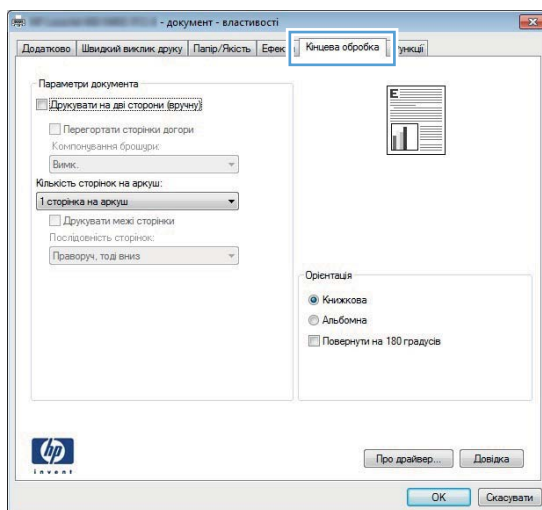 - документ - властивості
Додатково Швидкий виклик друку Папір/Якість Кінцева обробка
Параметри документа
Друкувати на дві сторони (вручну)
Перегортати сторінки догори
Компонування брошури:
Вимк.
Кількість сторінок на аркуш:
1 сторінка на аркуш
Друкувати межі сторінки
Послідовність сторінок:
Праворуч, тоді вниз
E
Орієнтація
Книжкова
Альбомна
Повернути на 180 градусів
hp
invent
Про драйвер... Довідка
OK Скасувати